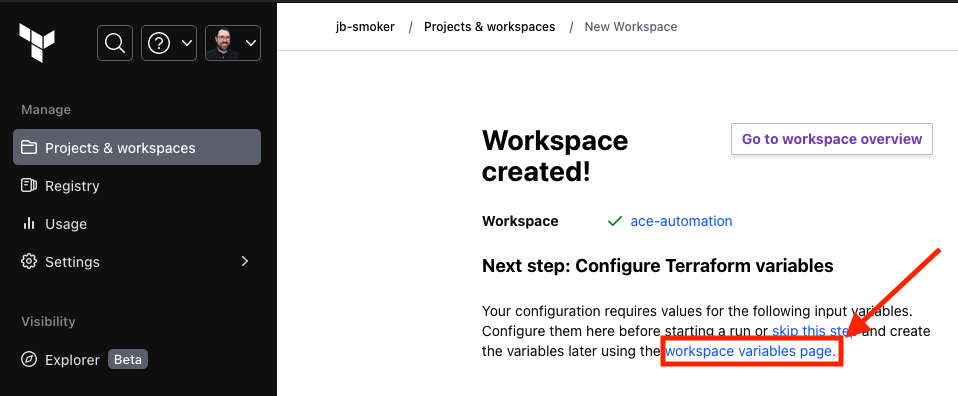 jb-smoker / Projects & workspaces / New Workspace
Manage
Projects & workspaces
Registry
Usage
Settings
Visibility
Explorer Beta
Workspace
created!
Go to workspace overview
Workspace ace-automation
Next step: Configure Terraform variables
Your configuration requires values for the following input variables.
Configure them here before starting a run or skip this step and create
the variables later using the workspace variables page.